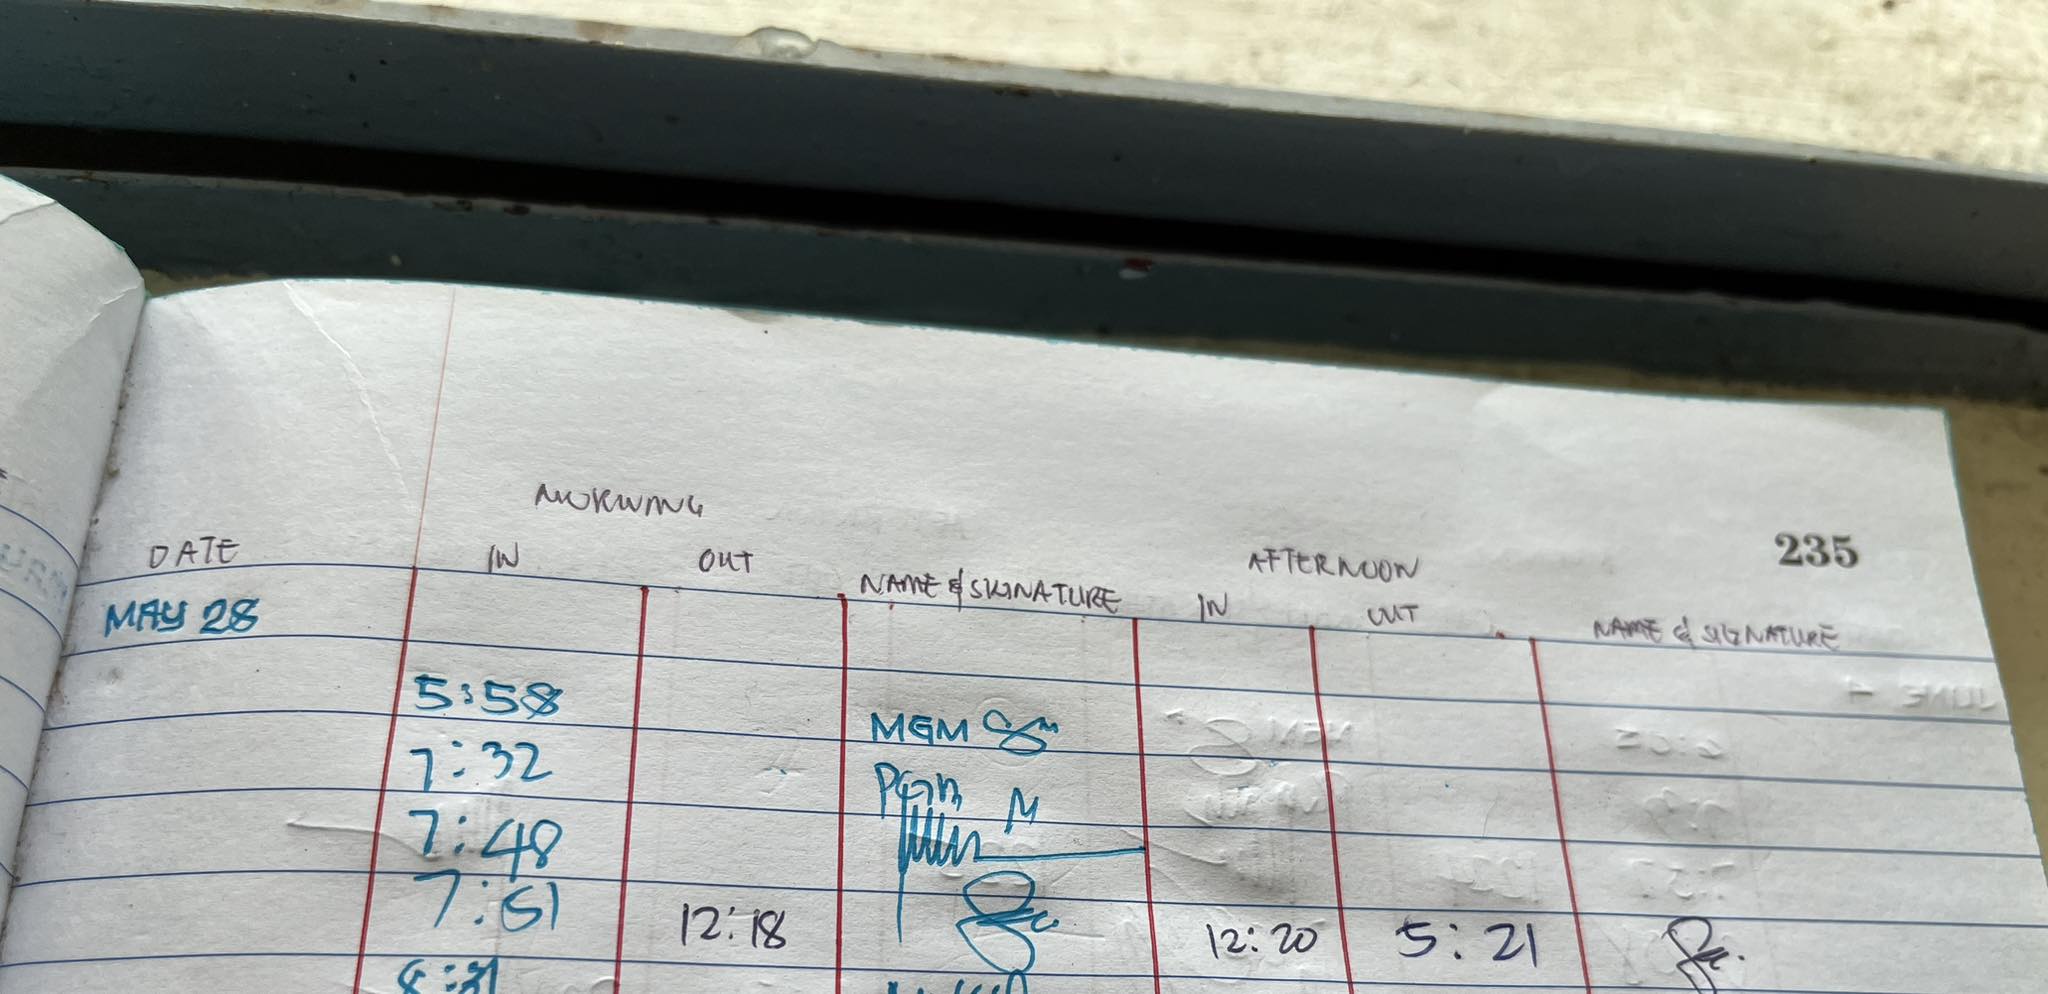 MORNING
235
DATE IN OUT NAME & SIGNATURE AFTERNOON IN OUT NAME & SIGNATURE
MAY 28
5:58 MGM
7:32 PGM M
7:48
7:51 12:18 12:20 5:21